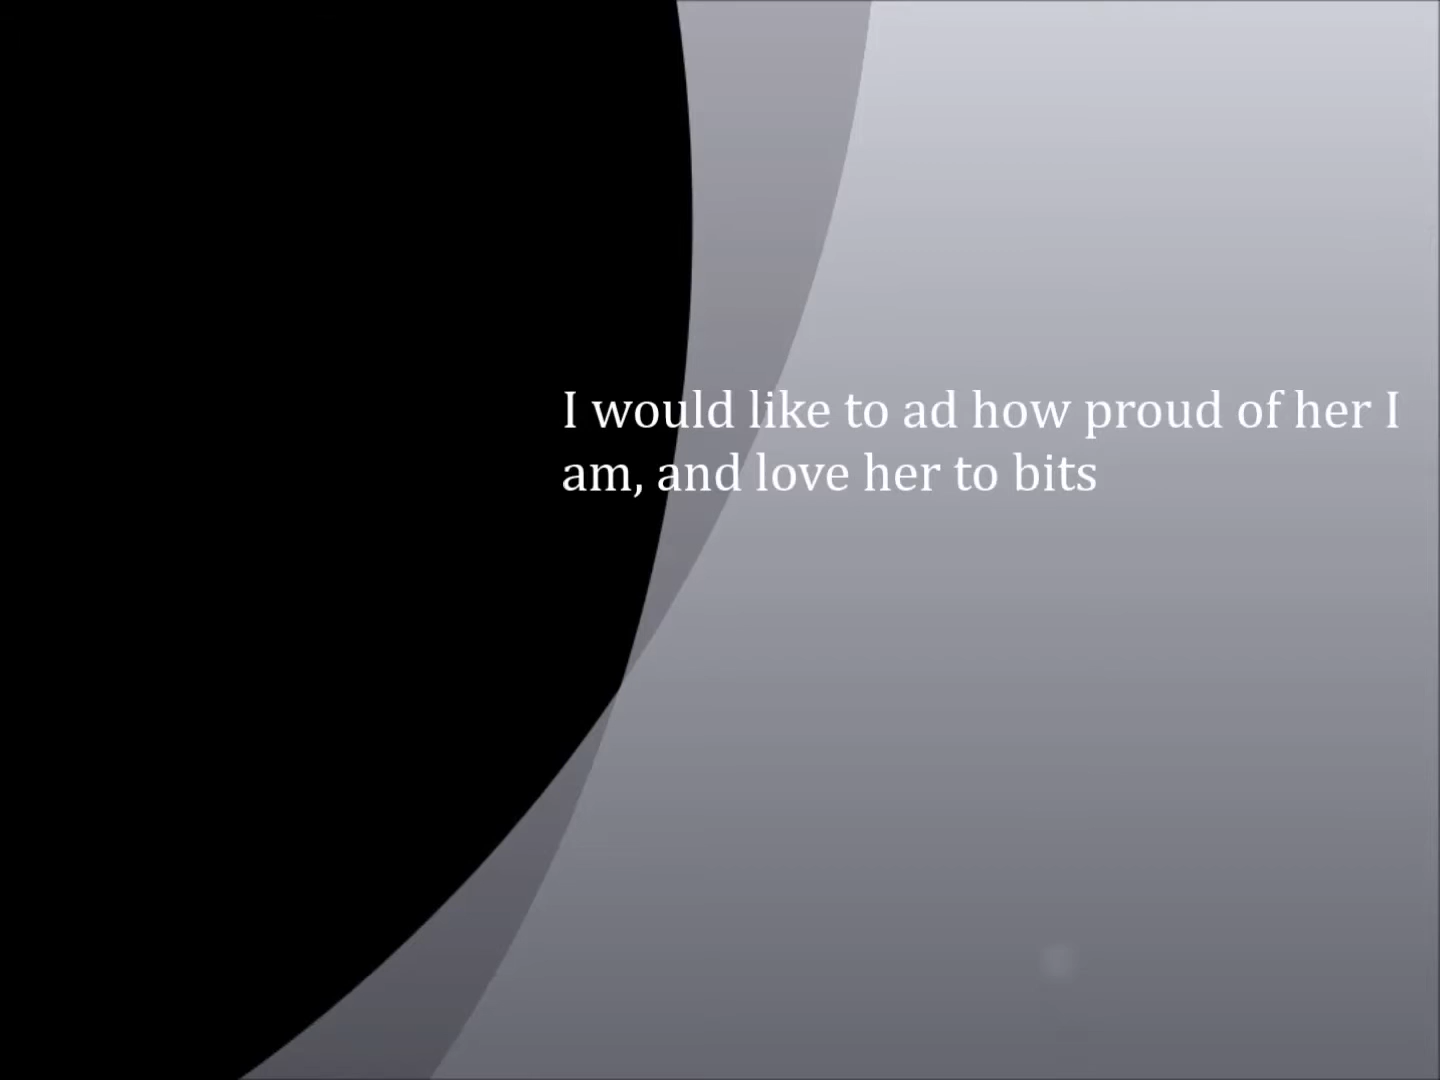 I would like to ad how proud of her I
am, and love her to bits